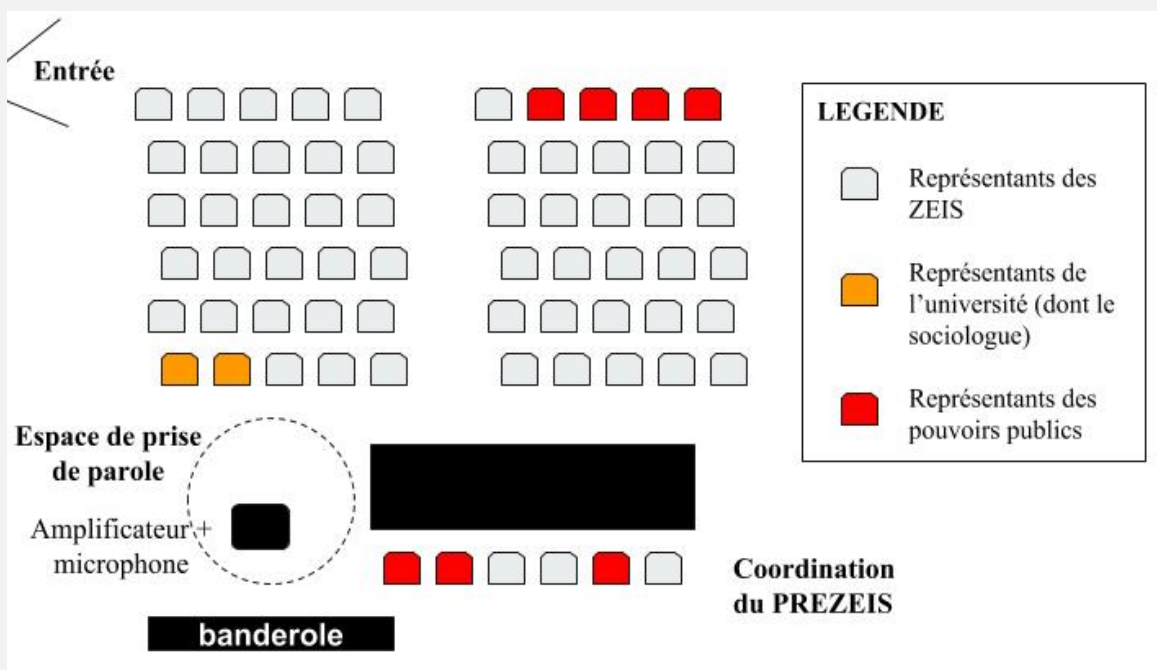 Entrée
LEGENDE
Représentants des
ZEIS
Représentants de
l’université (dont le
sociologue)
Représentants des
pouvoirs publics
Espace de prise
de parole
Amplificateur +
microphone
Coordination
du PREZEIS
banderole